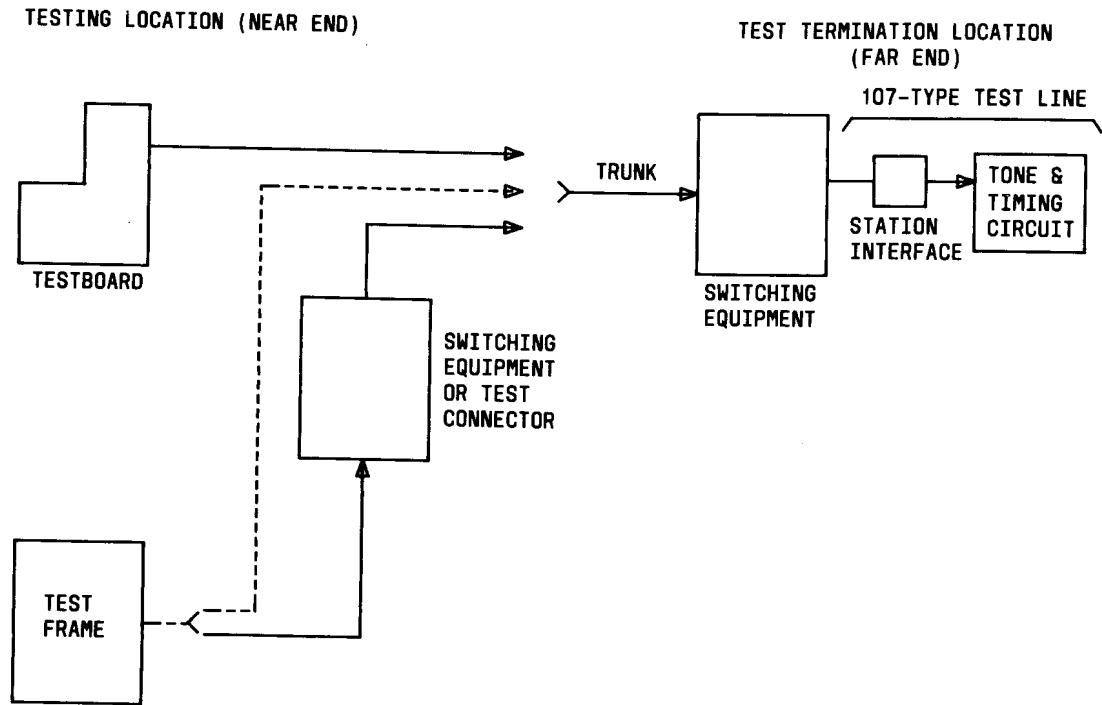 TESTING LOCATION (NEAR END)
TEST TERMINATION LOCATION
(FAR END)
107-TYPE TEST LINE
TRUNK
TONE &
TIMING
CIRCUIT
STATION
INTERFACE
TESTBOARD
SWITCHING
EQUIPMENT
SWITCHING
EQUIPMENT
OR TEST
CONNECTOR
TEST
FRAME